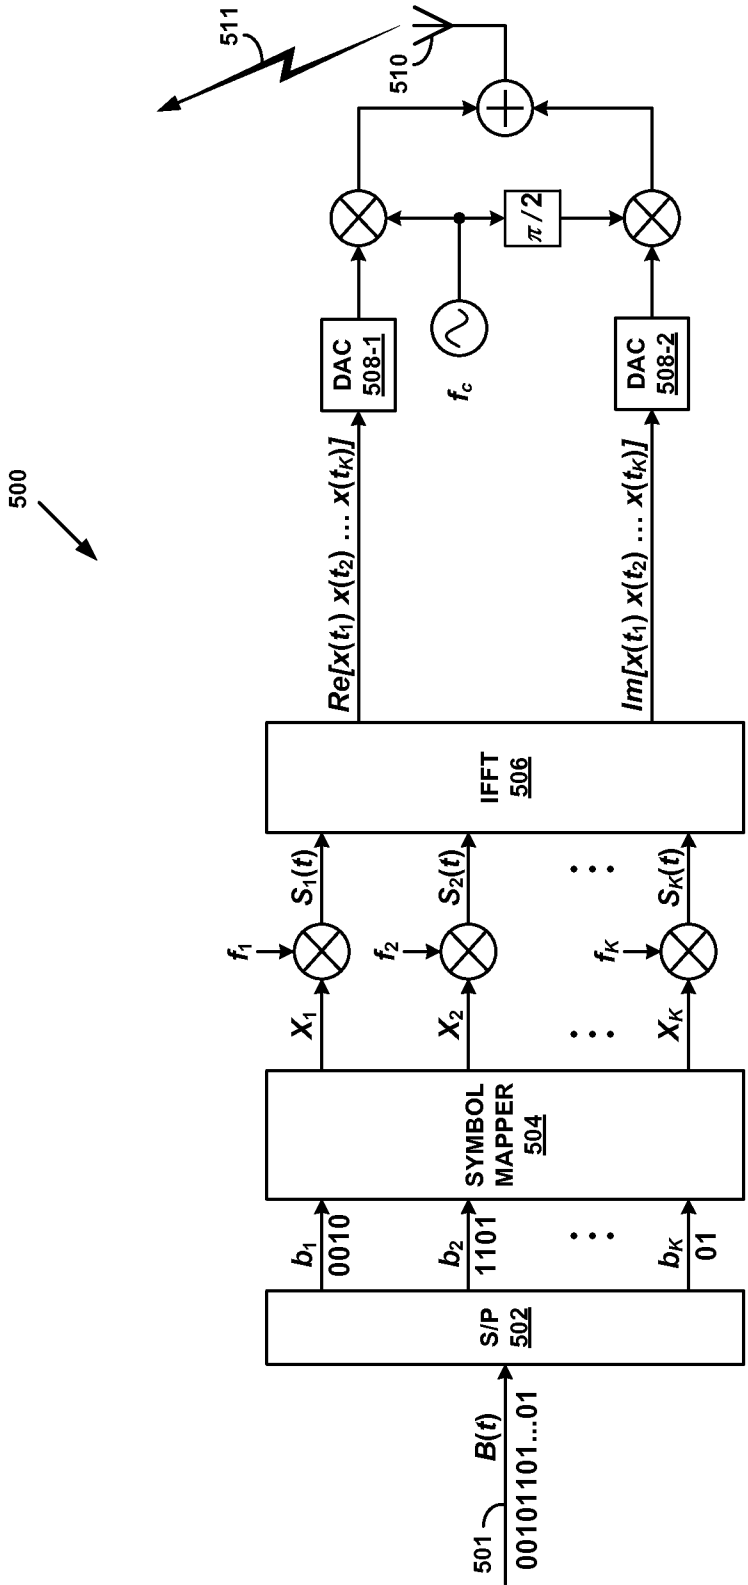 500
501
B(t)
00101101...01
S/P
502
b1
0010
b2
1101
bK
01
SYMBOL
MAPPER
504
X1
X2
XK
f1
f2
fK
S1(t)
S2(t)
SK(t)
IFFT
506
Re[x(t1) x(t2) ... x(tK)]
Im[x(t1) x(t2) ... x(tK)]
DAC
508-1
DAC
508-2
fc
π/2
510
511